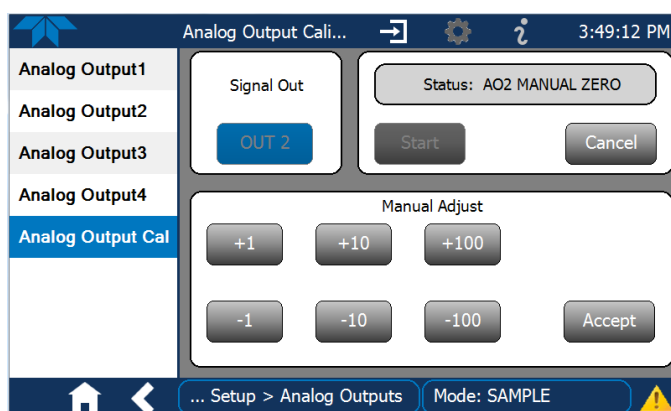 Analog Output Cali...
3:49:12 PM
Analog Output1
Analog Output2
Analog Output3
Analog Output4
Analog Output Cal
Signal Out
OUT 2
Status: AO2 MANUAL ZERO
Start
Cancel
Manual Adjust
+1
+10
+100
-1
-10
-100
Accept
... Setup > Analog Outputs
Mode: SAMPLE